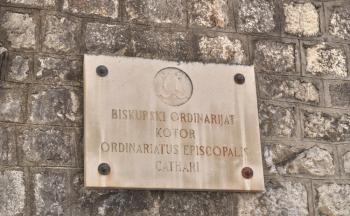 BISKUPSKI ORDINARIJAT
KOTOR
ORDINARIATUS EPISCOPALIS
CATHARI